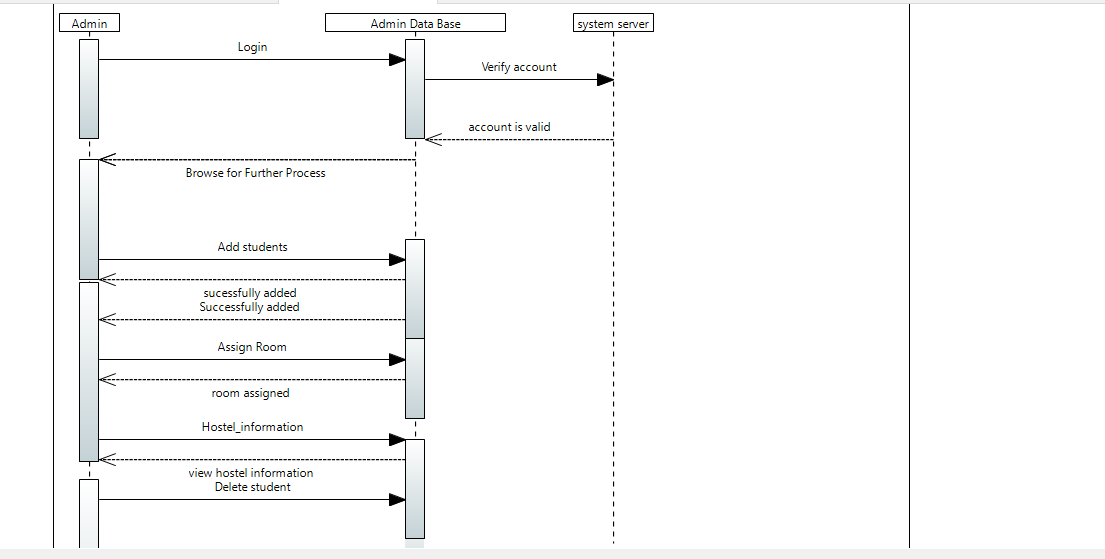 Admin
Admin Data Base
system server
Login
Verify account
account is valid
Browse for Further Process
Add students
sucessfully added
Successfully added
Assign Room
room assigned
Hostel_information
view hostel information
Delete student